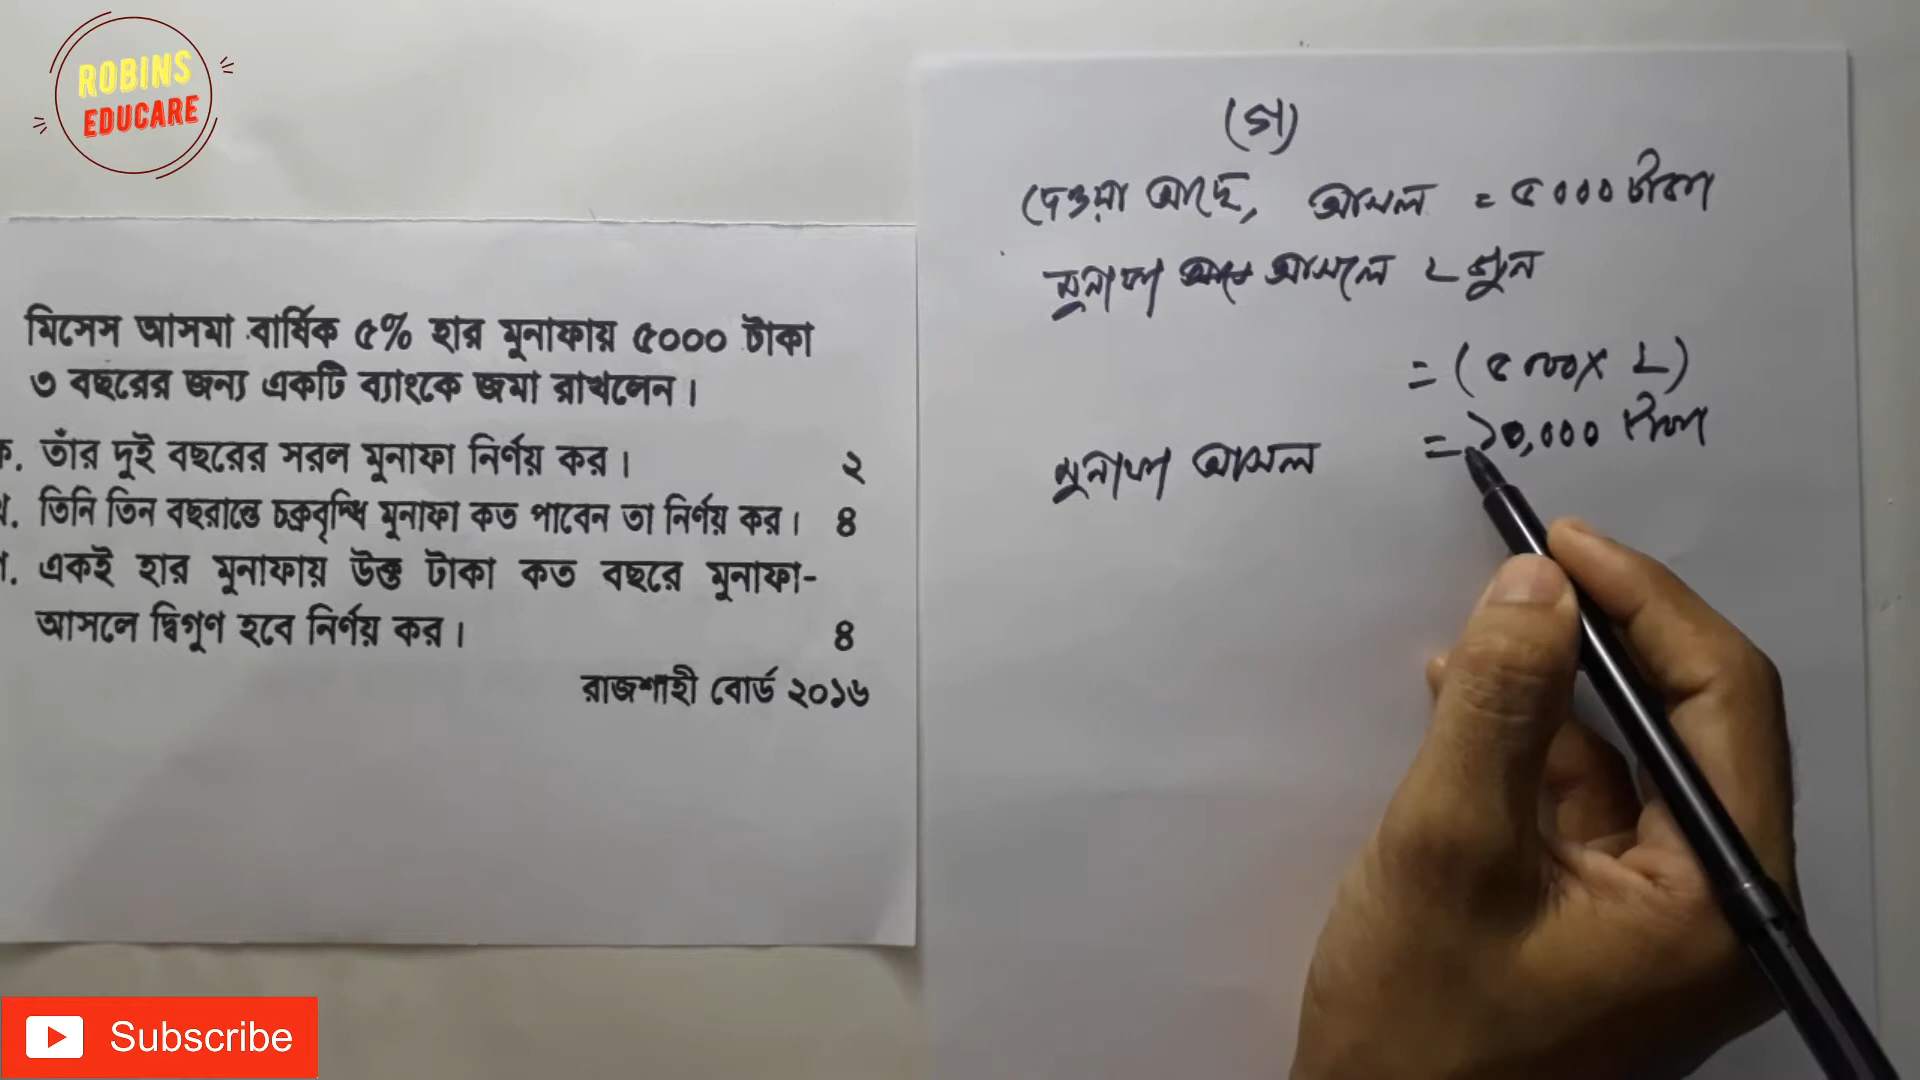 ROBINS
EDUCARE
মিসেস আসমা বার্ষিক ৫% হার মুনাফায় ৫০০০ টাকা
৩ বছরের জন্য একটি ব্যাংকে জমা রাখলেন।
ক. তাঁর দুই বছরের সরল মুনাফা নির্ণয় কর। ২
খ. তিনি তিন বছরান্তে চক্রবৃদ্ধি মুনাফা কত পাবেন তা নির্ণয় কর। ৪
গ. একই হার মুনাফায় উক্ত টাকা কত বছরে মুনাফা-
আসলে দ্বিগুণ হবে নির্ণয় কর। ৪
রাজশাহী বোর্ড ২০১৬
(গ)
দেওয়া আছে, আসল = ৫০০০ টাকা
মুনাফা আসলে ২ গুন
= (৫০০০ × ২)
= ১০,০০০ টাকা
মুনাফা আসল
Subscribe